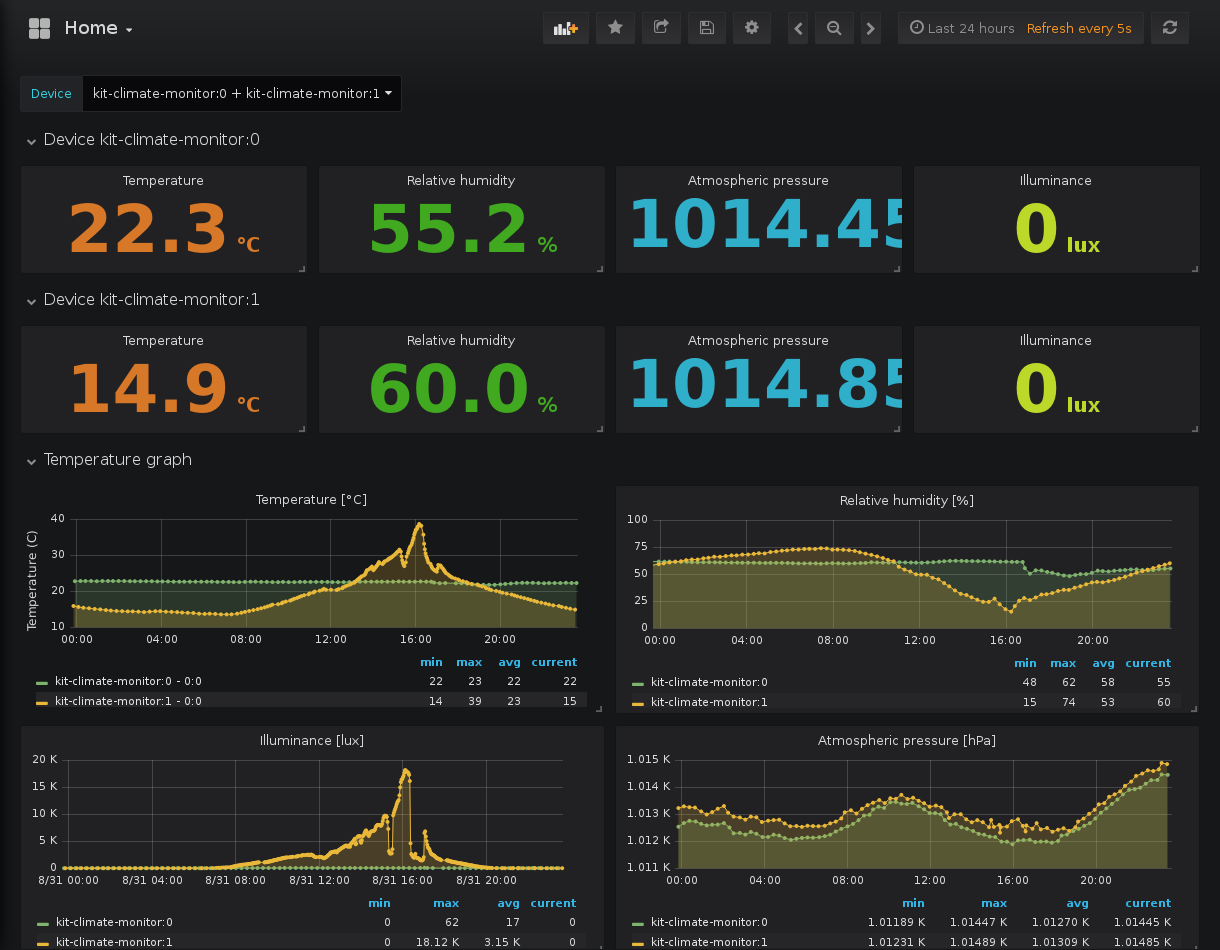 Home
Last 24 hours Refresh every 5s
Device kit-climate-monitor:0 + kit-climate-monitor:1
Device kit-climate-monitor:0
Temperature Relative humidity Atmospheric pressure Illuminance
22.3 °C 55.2 % 1014.45 0 lux
Device kit-climate-monitor:1
Temperature Relative humidity Atmospheric pressure Illuminance
14.9 °C 60.0 % 1014.85 0 lux
Temperature graph
Temperature [°C]
Temperature (C)
40
30
20
10
00:00 04:00 08:00 12:00 16:00 20:00
min max avg current
kit-climate-monitor:0 - 0:0 22 23 22 22
kit-climate-monitor:1 - 0:0 14 39 23 15
Relative humidity [%]
100
75
50
25
0
00:00 04:00 08:00 12:00 16:00 20:00
min max avg current
kit-climate-monitor:0 48 62 58 55
kit-climate-monitor:1 15 74 53 60
Illuminance [lux]
20 K
15 K
10 K
5 K
0
8/31 00:00 8/31 04:00 8/31 08:00 8/31 12:00 8/31 16:00 8/31 20:00
min max avg current
kit-climate-monitor:0 0 62 17 0
kit-climate-monitor:1 0 18.12 K 3.15 K 0
Atmospheric pressure [hPa]
1.015 K
1.014 K
1.013 K
1.012 K
1.011 K
00:00 04:00 08:00 12:00 16:00 20:00
min max avg current
kit-climate-monitor:0 1.01189 K 1.01447 K 1.01270 K 1.01445 K
kit-climate-monitor:1 1.01231 K 1.01489 K 1.01309 K 1.01485 K